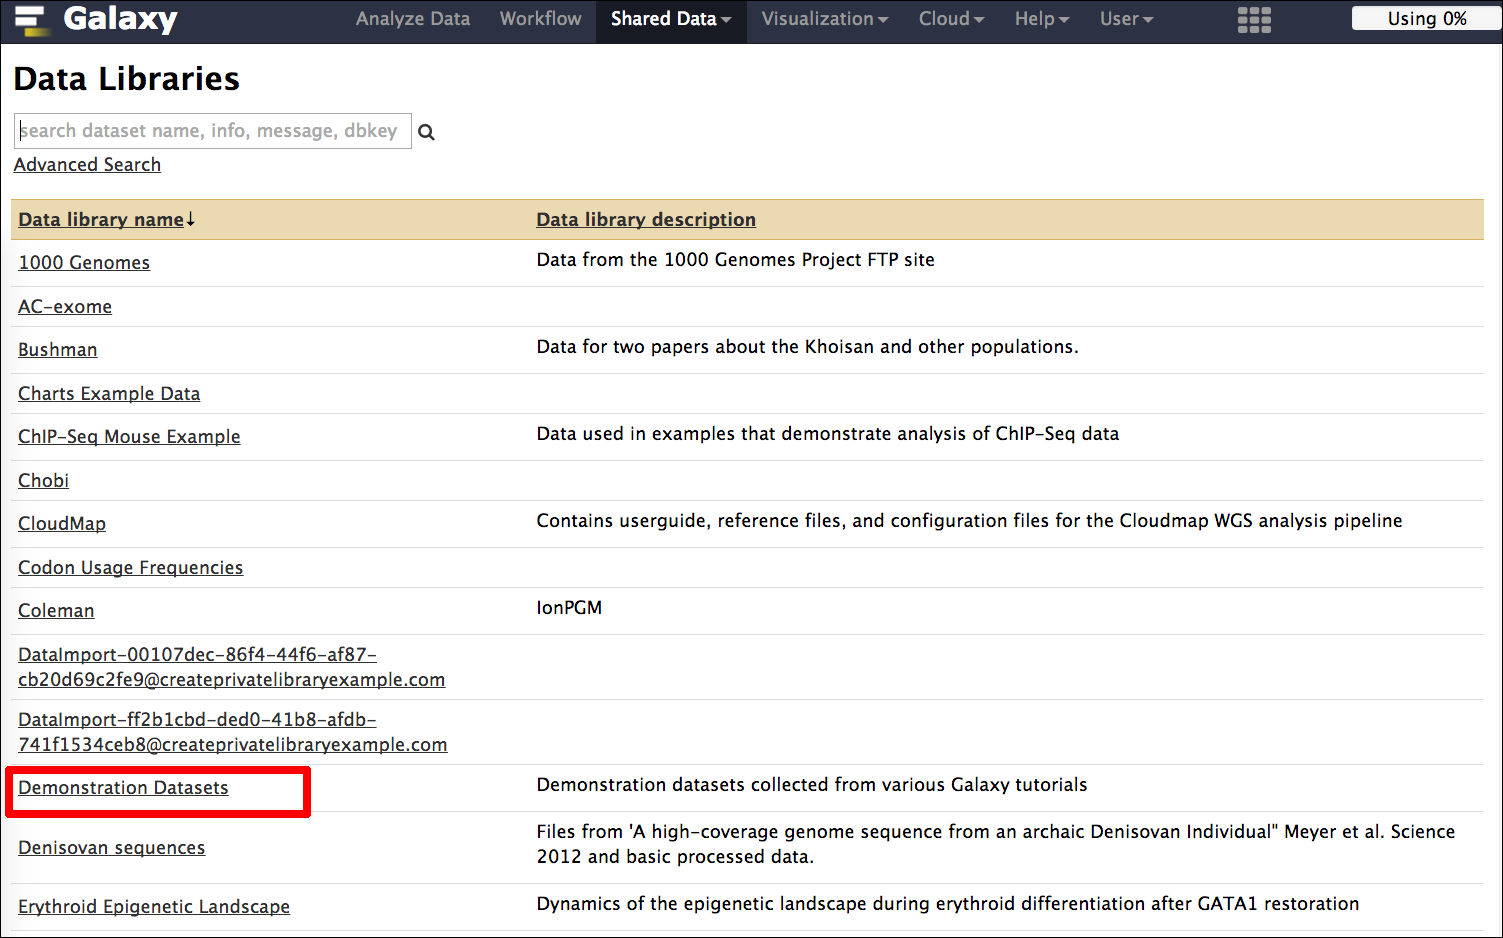 Galaxy Analyze Data Workflow Shared Data Visualization Cloud Help User Using 0%
Data Libraries
search dataset name, info, message, dbkey
Advanced Search
Data library name↓ Data library description
1000 Genomes Data from the 1000 Genomes Project FTP site
AC-exome
Bushman Data for two papers about the Khoisan and other populations.
Charts Example Data
ChIP-Seq Mouse Example Data used in examples that demonstrate analysis of ChIP-Seq data
Chobi
CloudMap Contains userguide, reference files, and configuration files for the Cloudmap WGS analysis pipeline
Codon Usage Frequencies
Coleman IonPGM
DataImport-00107dec-86f4-44f6-af87-
cb20d69c2fe9@createprivatelibraryexample.com
DataImport-ff2b1cbd-ded0-41b8-afdb-
741f1534ceb8@createprivatelibraryexample.com
Demonstration Datasets Demonstration datasets collected from various Galaxy tutorials
Denisovan sequences Files from 'A high-coverage genome sequence from an archaic Denisovan Individual" Meyer et al. Science
2012 and basic processed data.
Erythroid Epigenetic Landscape Dynamics of the epigenetic landscape during erythroid differentiation after GATA1 restoration